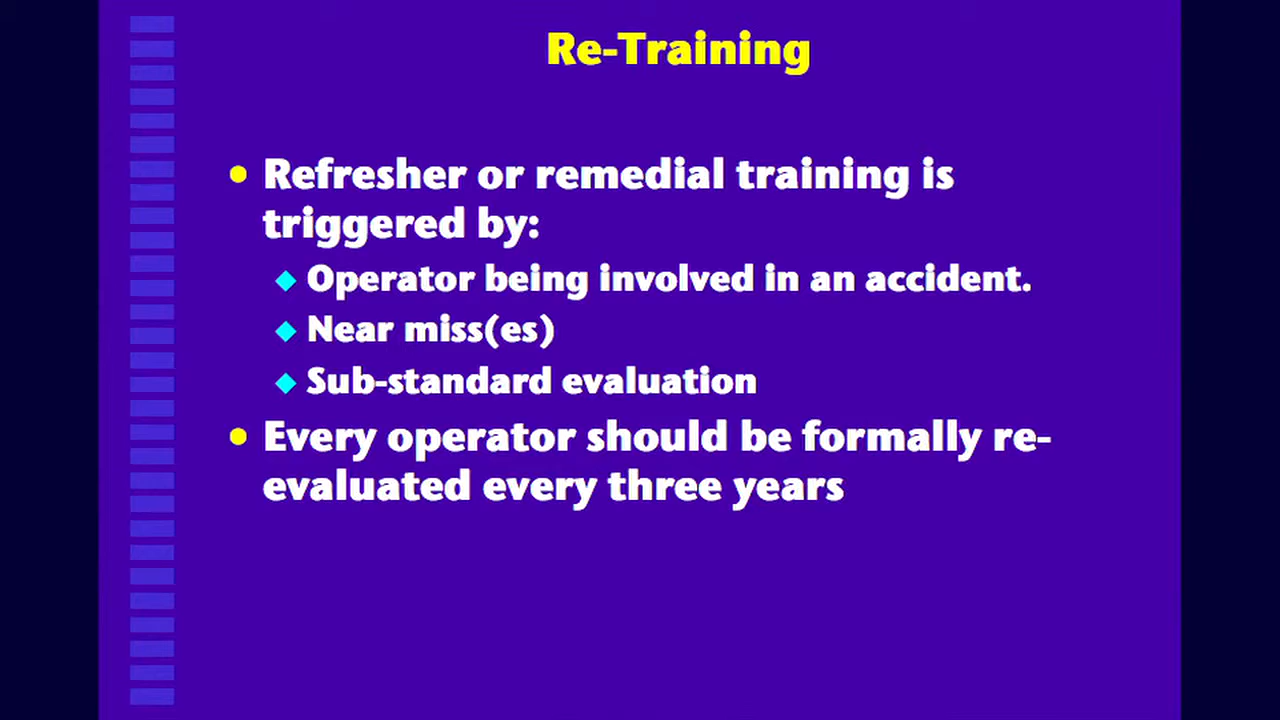 Re-Training
Refresher or remedial training is
triggered by:
Operator being involved in an accident.
Near miss(es)
Sub-standard evaluation
Every operator should be formally re-
evaluated every three years